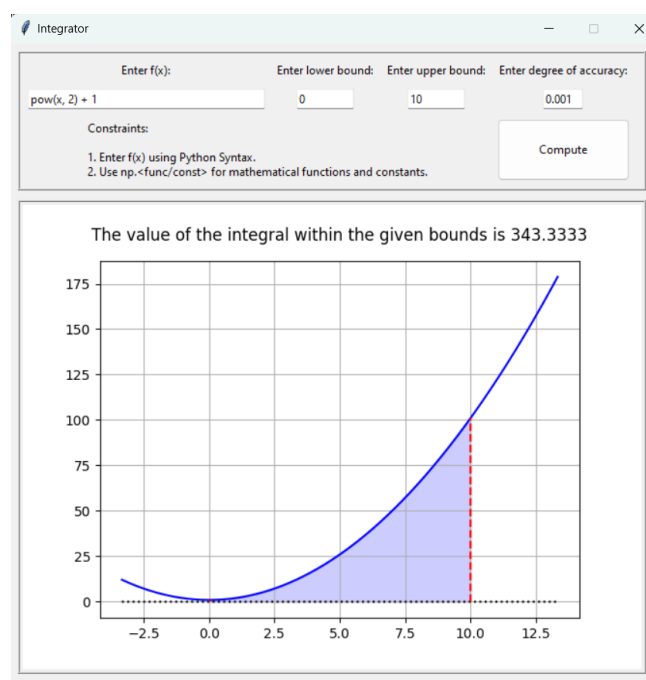 Integrator
Enter f(x): Enter lower bound: Enter upper bound: Enter degree of accuracy:
pow(x, 2) + 1 0 10 0.001
Constraints:
Compute
1. Enter f(x) using Python Syntax.
2. Use np.<func/const> for mathematical functions and constants.
The value of the integral within the given bounds is 343.3333
175
150
125
100
75
50
25
0
−2.5 0.0 2.5 5.0 7.5 10.0 12.5